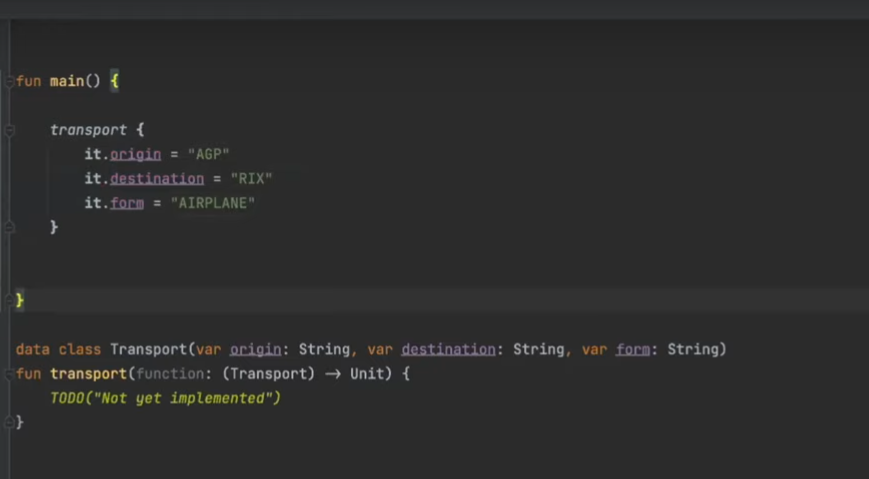 fun main() {
transport {
it.origin = "AGP"
it.destination = "RIX"
it.form = "AIRPLANE"
}
}
data class Transport(var origin: String, var destination: String, var form: String)
fun transport(function: (Transport) → Unit) {
TODO("Not yet implemented")
}